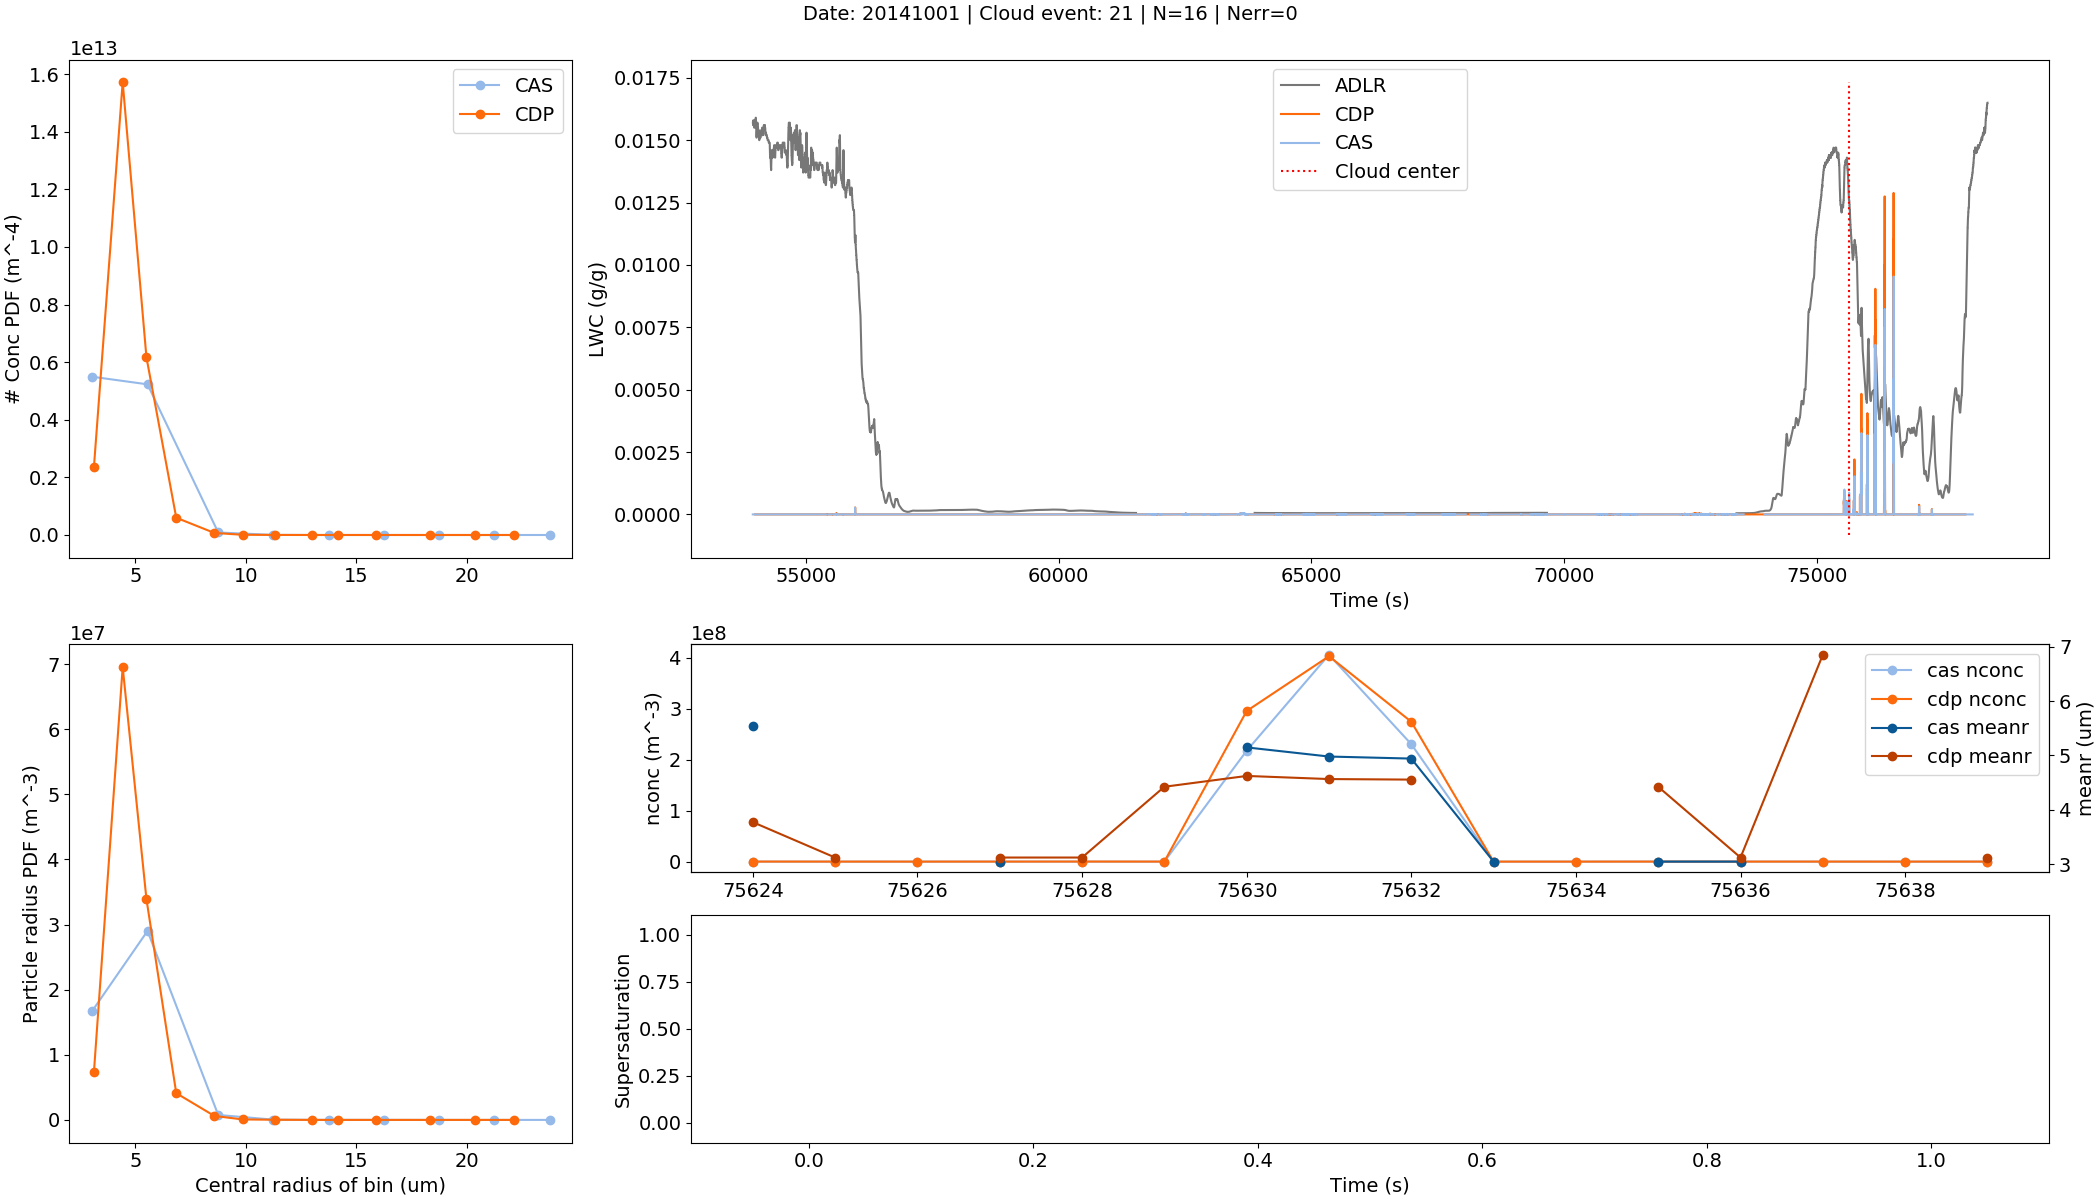 Date: 20141001 | Cloud event: 21 | N=16 | Nerr=0
1e13
# Conc PDF (m^-4)
1.6
1.4
1.2
1.0
0.8
0.6
0.4
0.2
0.0
5 10 15 20
CAS
CDP
LWC (g/g)
0.0175
0.0150
0.0125
0.0100
0.0075
0.0050
0.0025
0.0000
55000 60000 65000 70000 75000
Time (s)
ADLR
CDP
CAS
Cloud center
1e7
Particle radius PDF (m^-3)
7
6
5
4
3
2
1
0
5 10 15 20
Central radius of bin (um)
1e8
nconc (m^-3)
4
3
2
1
0
75624 75626 75628 75630 75632 75634 75636 75638
7
6
5
4
3
meanr (um)
cas nconc
cdp nconc
cas meanr
cdp meanr
Supersaturation
1.00
0.75
0.50
0.25
0.00
0.0 0.2 0.4 0.6 0.8 1.0
Time (s)